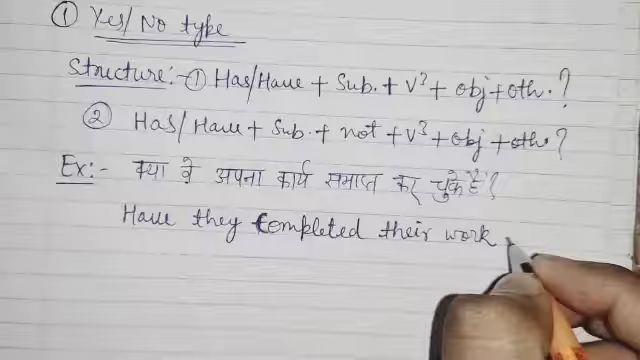 ① Yes/No type
Structure:- ① Has/Have + Sub. + V³ + obj + oth. ?
② Has/Have + Sub. + not + V³ + obj + oth. ?
Ex:- क्या वे अपना कार्य समाप्त कर चुके हैं?
Have they completed their work